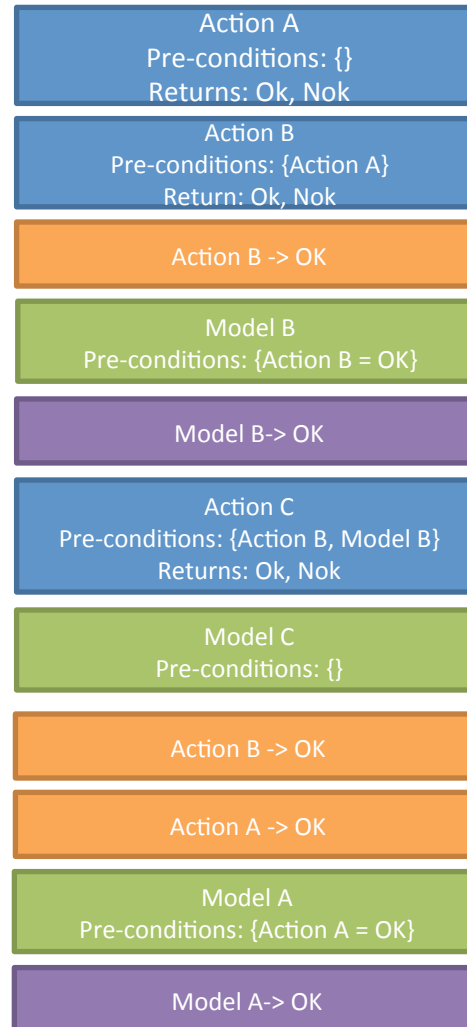 Action A
Pre-conditions: {}
Returns: Ok, Nok
Action B
Pre-conditions: {Action A}
Return: Ok, Nok
Action B -> OK
Model B
Pre-conditions: {Action B = OK}
Model B-> OK
Action C
Pre-conditions: {Action B, Model B}
Returns: Ok, Nok
Model C
Pre-conditions: {}
Action B -> OK
Action A -> OK
Model A
Pre-conditions: {Action A = OK}
Model A-> OK